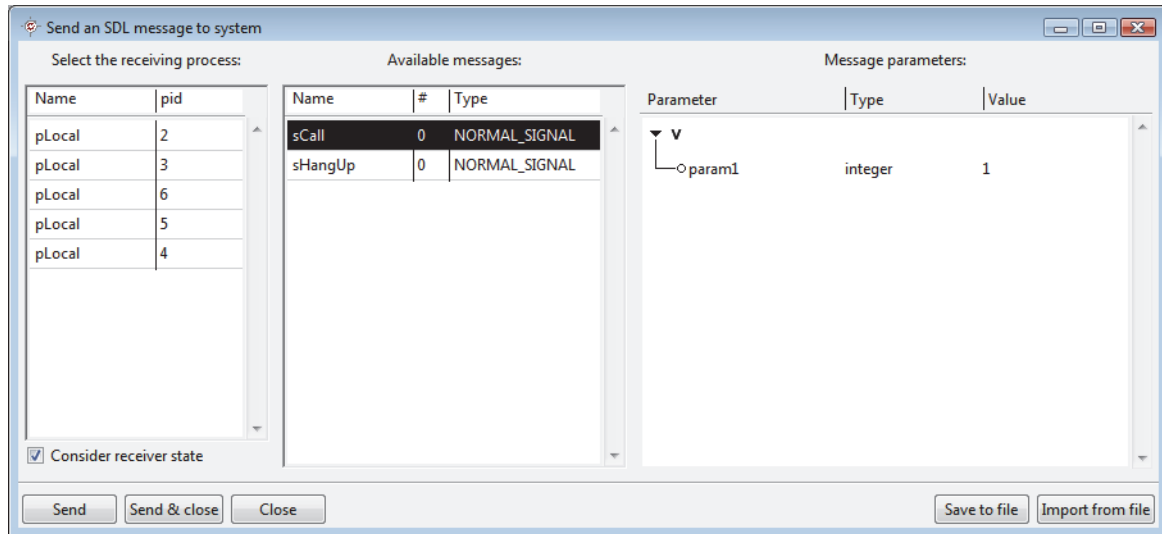 Send an SDL message to system
Select the receiving process: Available messages: Message parameters:
Name pid Name # Type Parameter Type Value
pLocal 2 sCall 0 NORMAL_SIGNAL V
pLocal 3 sHangUp 0 NORMAL_SIGNAL param1 integer 1
pLocal 6
pLocal 5
pLocal 4
Consider receiver state
Send Send & close Close Save to file Import from file